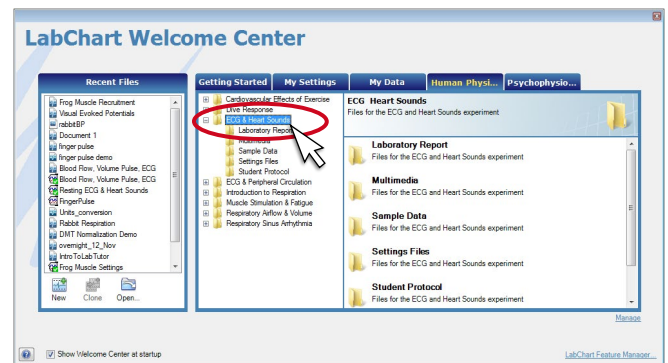 LabChart Welcome Center
Recent Files
Frog Muscle Recruitment
Visual Evoked Potentials
rabbitBP
Document 1
finger pulse
finger pulse demo
Blood Flow, Volume Pulse, ECG
Blood Flow, Volume Pulse, ECG
Resting ECG & Heart Sounds
FingerPulse
Units_conversion
Rabbit Respiration
DMT Normalization Demo
overnight_12_Nov
IntroToLabTutor
Frog Muscle Settings
New Clone Open...
Getting Started My Settings My Data Human Physi... Psychophysio...
Cardiovascular Effects of Exercise
Dive Response
ECG & Heart Sounds
Laboratory Report
Multimedia
Sample Data
Settings Files
Student Protocol
ECG & Peripheral Circulation
Introduction to Respiration
Muscle Stimulation & Fatigue
Respiratory Airflow & Volume
Respiratory Sinus Arrhythmia
ECG Heart Sounds
Files for the ECG and Heart Sounds experiment
Laboratory Report
Files for the ECG and Heart Sounds experiment
Multimedia
Files for the ECG and Heart Sounds experiment
Sample Data
Files for the ECG and Heart Sounds experiment
Settings Files
Files for the ECG and Heart Sounds experiment
Student Protocol
Files for the ECG and Heart Sounds experiment
Manage
Show Welcome Center at startup
LabChart Feature Manager...